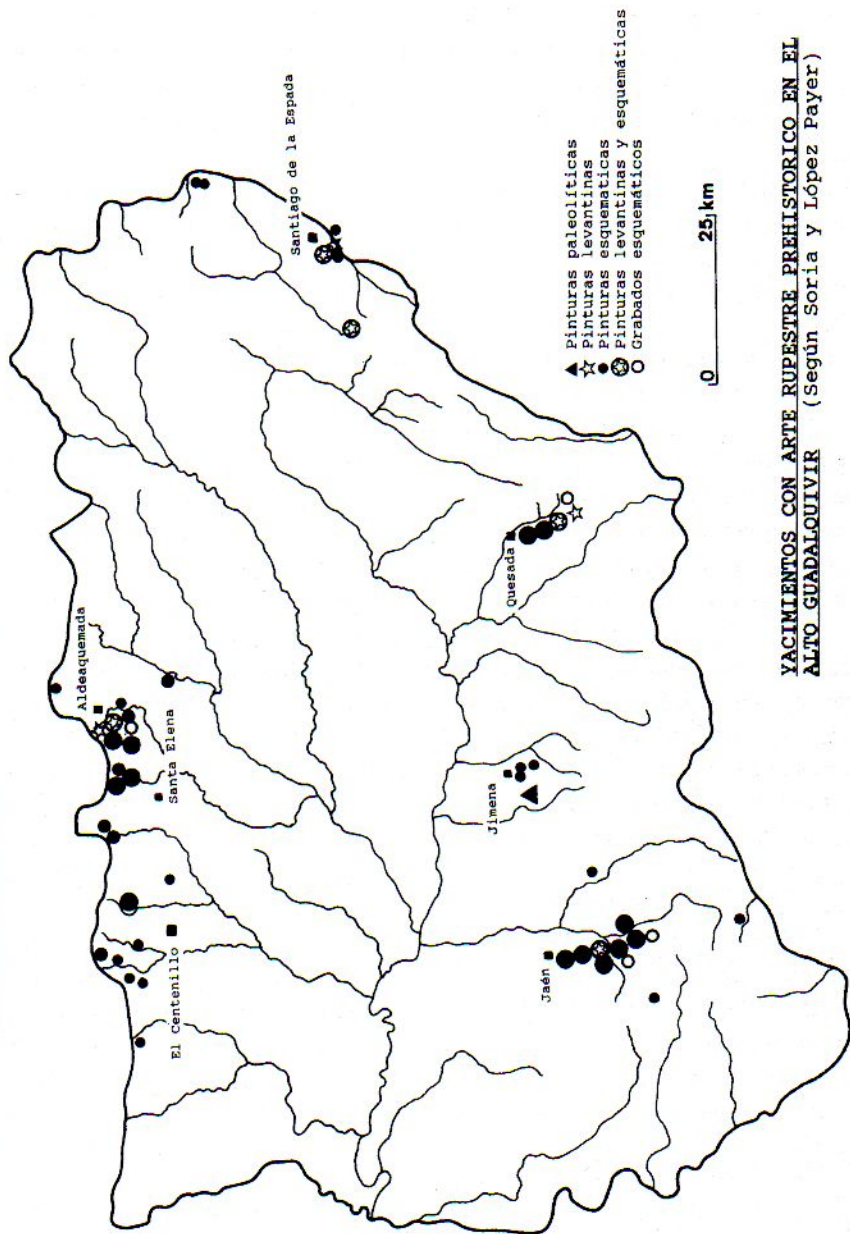 Aldeaquemada
Santa Elena
El Centenillo
Santiago de la Espada
Quesada
Jimena
Jaén
Pinturas paleolíticas
Pinturas levantinas
Pinturas esquematicas
Pinturas levantinas y esquemáticas
Grabados esquemáticos
0 25 km
YACIMIENTOS CON ARTE RUPESTRE PREHISTORICO EN EL
ALTO GUADALQUIVIR (Según Soria y López Payer)